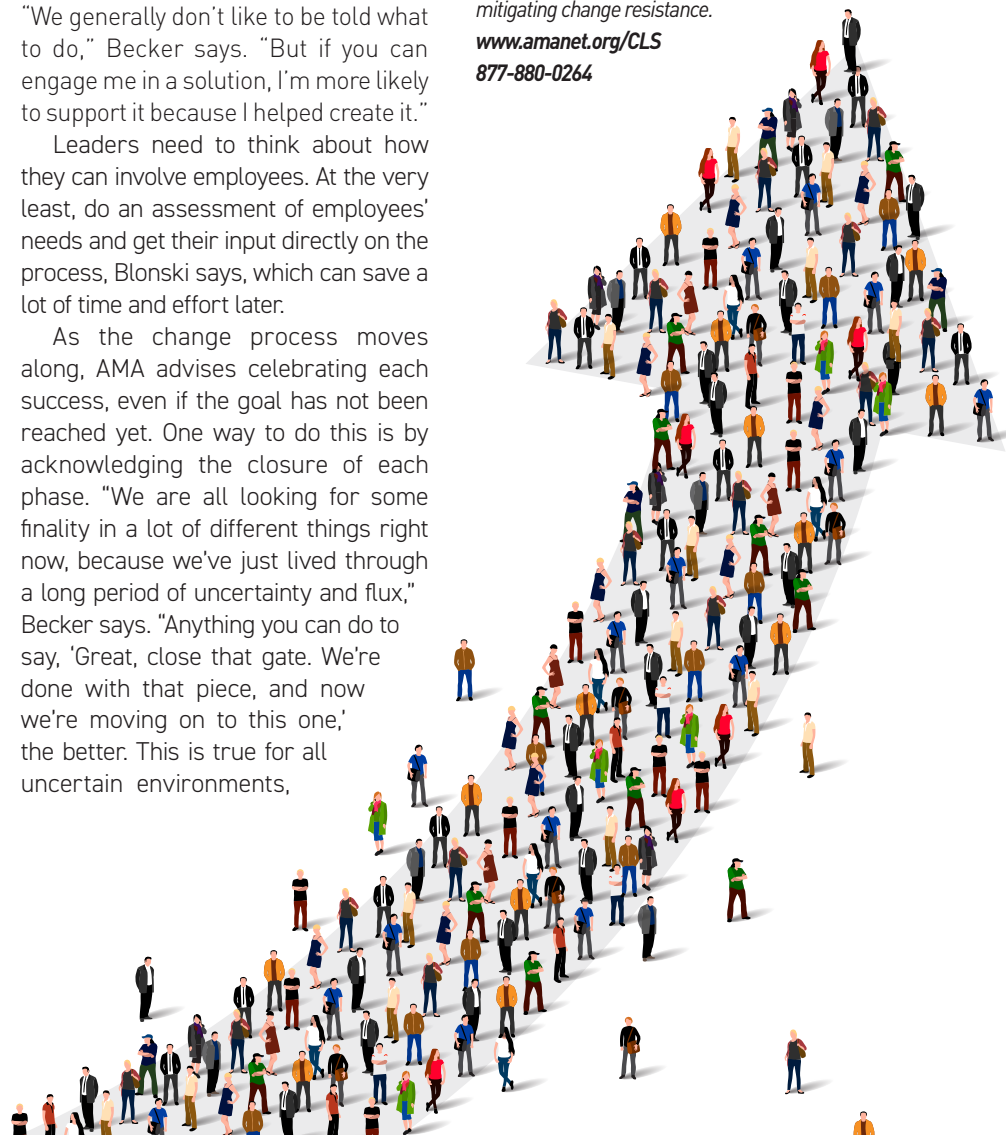 “We generally don’t like to be told what
to do,” Becker says. “But if you can
engage me in a solution, I’m more likely
to support it because I helped create it.”
Leaders need to think about how
they can involve employees. At the very
least, do an assessment of employees’
needs and get their input directly on the
process, Blonski says, which can save a
lot of time and effort later.
As the change process moves
along, AMA advises celebrating each
success, even if the goal has not been
reached yet. One way to do this is by
acknowledging the closure of each
phase. “We are all looking for some
finality in a lot of different things right
now, because we’ve just lived through
a long period of uncertainty and flux,”
Becker says. “Anything you can do to
say, ‘Great, close that gate. We’re
done with that piece, and now
we’re moving on to this one,’
the better. This is true for all
uncertain environments,
mitigating change resistance.
www.amanet.org/CLS
877-880-0264